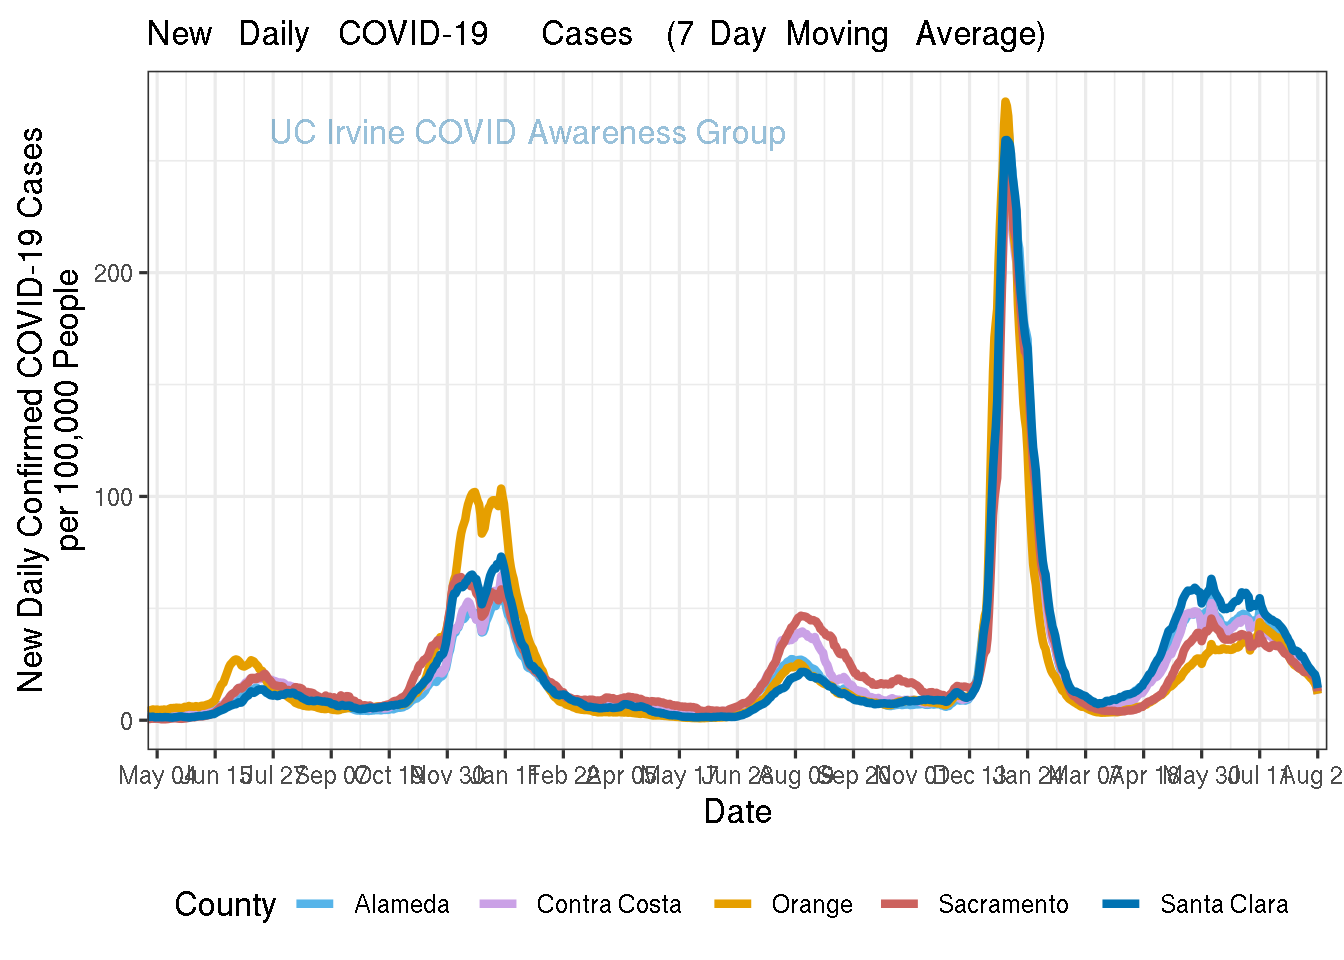 New Daily COVID-19 Cases (7 Day Moving Average)
UC Irvine COVID Awareness Group
New Daily Confirmed COVID-19 Cases
per 100,000 People
200
100
0
May 04 Jun 15 Jul 27 Sep 07 Oct 19 Nov 30 Jan 11 Feb 22 Apr 05 May 17 Jun 28 Aug 09 Sep 20 Nov 01 Dec 13 Jan 24 Mar 07 Apr 18 May 30 Jul 11 Aug 2
Date
County Alameda Contra Costa Orange Sacramento Santa Clara